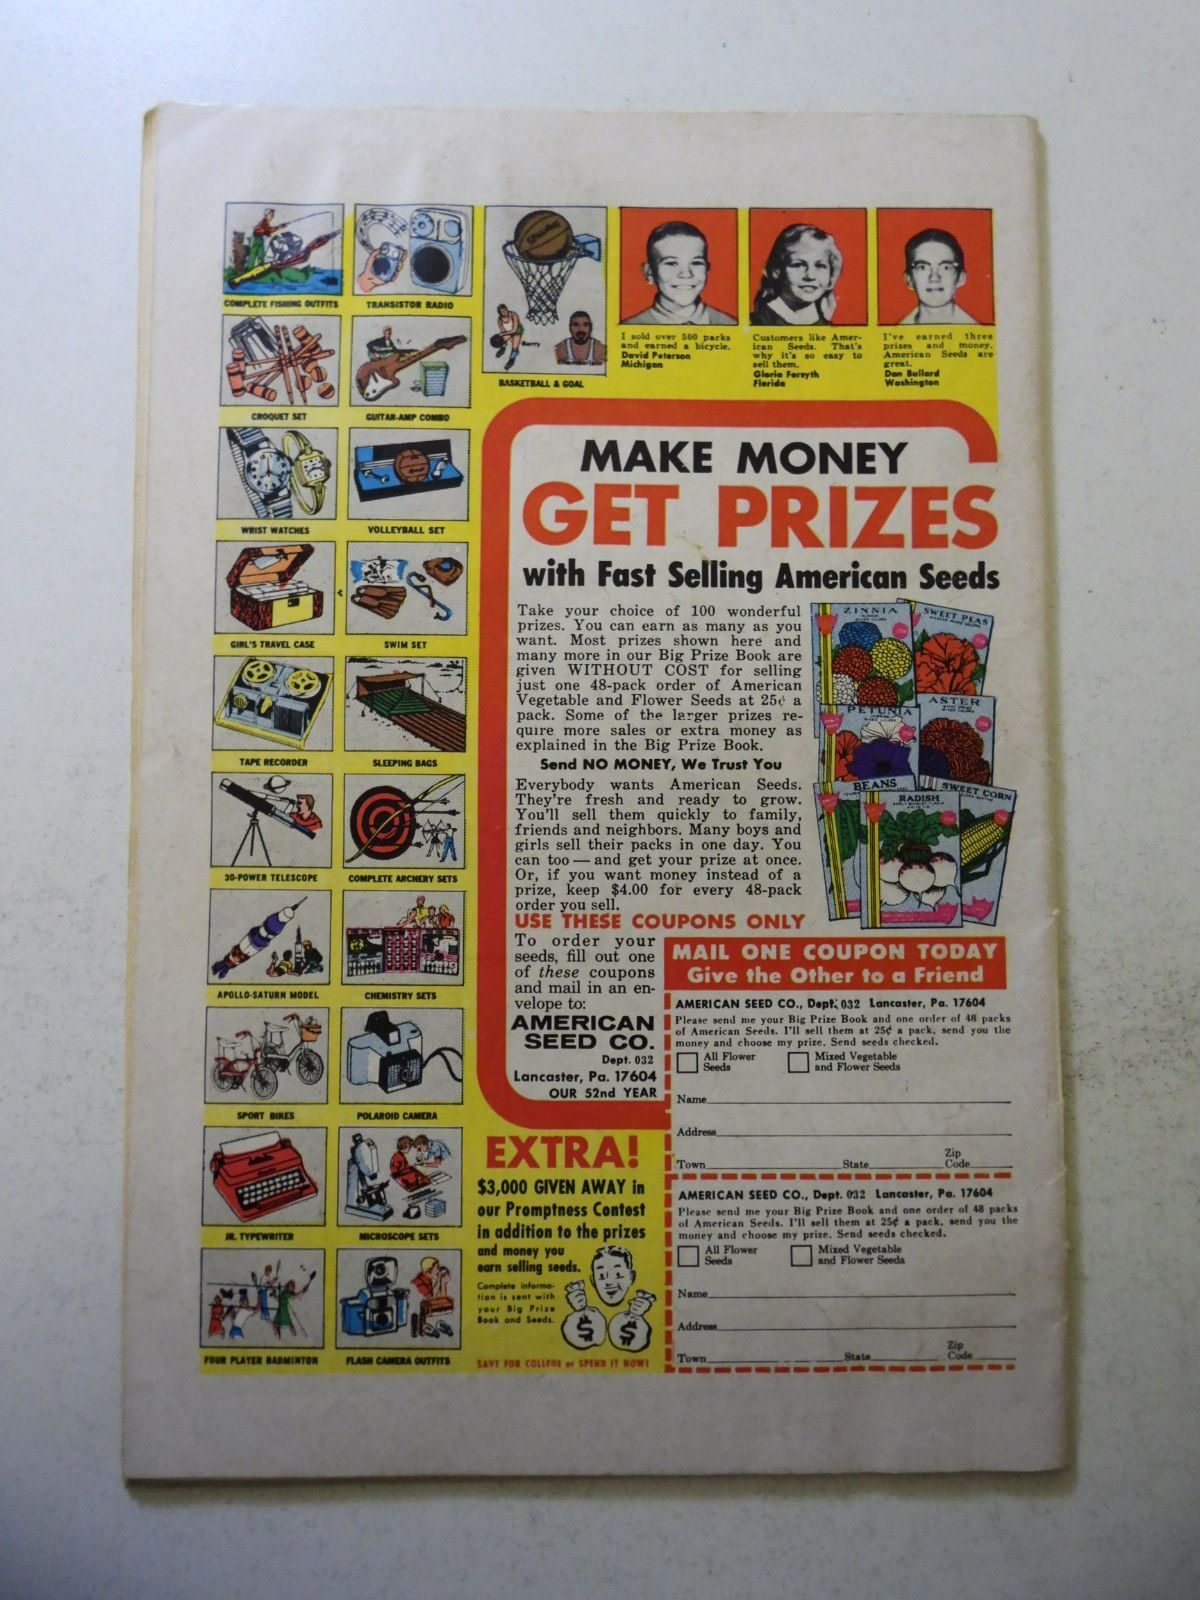 COMPLETE FISHING OUTFITS
TRANSISTOR RADIO
CROQUET SET
GUITAR-AMP COMBO
WRIST WATCHES
VOLLEYBALL SET
GIRL'S TRAVEL CASE
SWIM SET
TAPE RECORDER
SLEEPING BAGS
30-POWER TELESCOPE
COMPLETE ARCHERY SETS
APOLLO-SATURN MODEL
CHEMISTRY SETS
SPORT BIKES
POLAROID CAMERA
JR. TYPEWRITER
MICROSCOPE SETS
FOUR PLAYER BADMINTON
FLASH CAMERA OUTFITS
Barry
Chamberlain
BASKETBALL & GOAL
I sold over 500 packs
and earned a bicycle.
David Peterson
Michigan
Customers like Amer-
ican Seeds. That's
why it's so easy to
sell them.
Gloria Forsyth
Florida
I've earned three
prizes and money.
American Seeds are
great.
Dan Bullard
Washington
MAKE MONEY
GET PRIZES
with Fast Selling American Seeds
Take your choice of 100 wonderful
prizes. You can earn as many as you
want. Most prizes shown here and
many more in our Big Prize Book are
given WITHOUT COST for selling
just one 48-pack order of American
Vegetable and Flower Seeds at 25¢ a
pack. Some of the larger prizes re-
quire more sales or extra money as
explained in the Big Prize Book.
Send NO MONEY, We Trust You
Everybody wants American Seeds.
They're fresh and ready to grow.
You'll sell them quickly to family,
friends and neighbors. Many boys and
girls sell their packs in one day. You
can too — and get your prize at once.
Or, if you want money instead of a
prize, keep $4.00 for every 48-pack
order you sell.
ZINNIA
SWEET PEAS
PETUNIA
ASTER
BEANS
RADISH
SWEET CORN
USE THESE COUPONS ONLY
To order your
seeds, fill out one
of these coupons
and mail in an en-
velope to:
AMERICAN
SEED CO.
Dept. 032
Lancaster, Pa. 17604
OUR 52nd YEAR
MAIL ONE COUPON TODAY
Give the Other to a Friend
AMERICAN SEED CO., Dept. 032 Lancaster, Pa. 17604
Please send me your Big Prize Book and one order of 48 packs
of American Seeds. I'll sell them at 25¢ a pack, send you the
money and choose my prize. Send seeds checked.
All Flower Seeds
Mixed Vegetable and Flower Seeds
Name
Address
Town State Zip Code
AMERICAN SEED CO., Dept. 032 Lancaster, Pa. 17604
Please send me your Big Prize Book and one order of 48 packs
of American Seeds. I'll sell them at 25¢ a pack, send you the
money and choose my prize. Send seeds checked.
All Flower Seeds
Mixed Vegetable and Flower Seeds
Name
Address
Town State Zip Code
EXTRA!
$3,000 GIVEN AWAY in
our Promptness Contest
in addition to the prizes
and money you
earn selling seeds.
Complete informa-
tion is sent with
your Big Prize
Book and Seeds.
$ $
SAVE FOR COLLEGE or SPEND IT NOW!